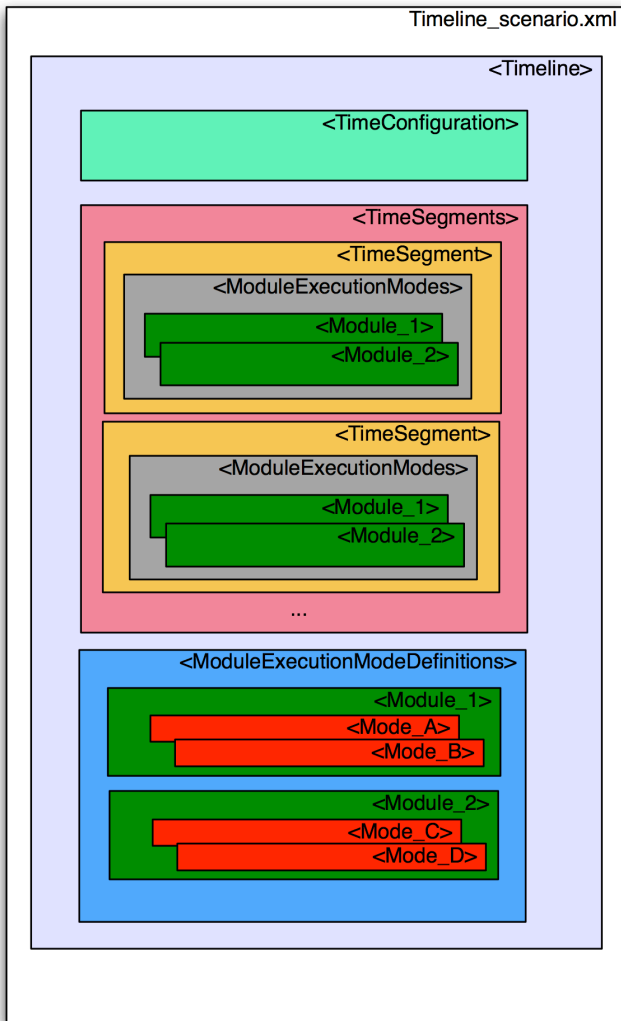 Timeline_scenario.xml
<Timeline>
<TimeConfiguration>
<TimeSegments>
<TimeSegment>
<ModuleExecutionModes>
<Module_1>
<Module_2>
<TimeSegment>
<ModuleExecutionModes>
<Module_1>
<Module_2>
...
<ModuleExecutionModeDefinitions>
<Module_1>
<Mode_A>
<Mode_B>
<Module_2>
<Mode_C>
<Mode_D>